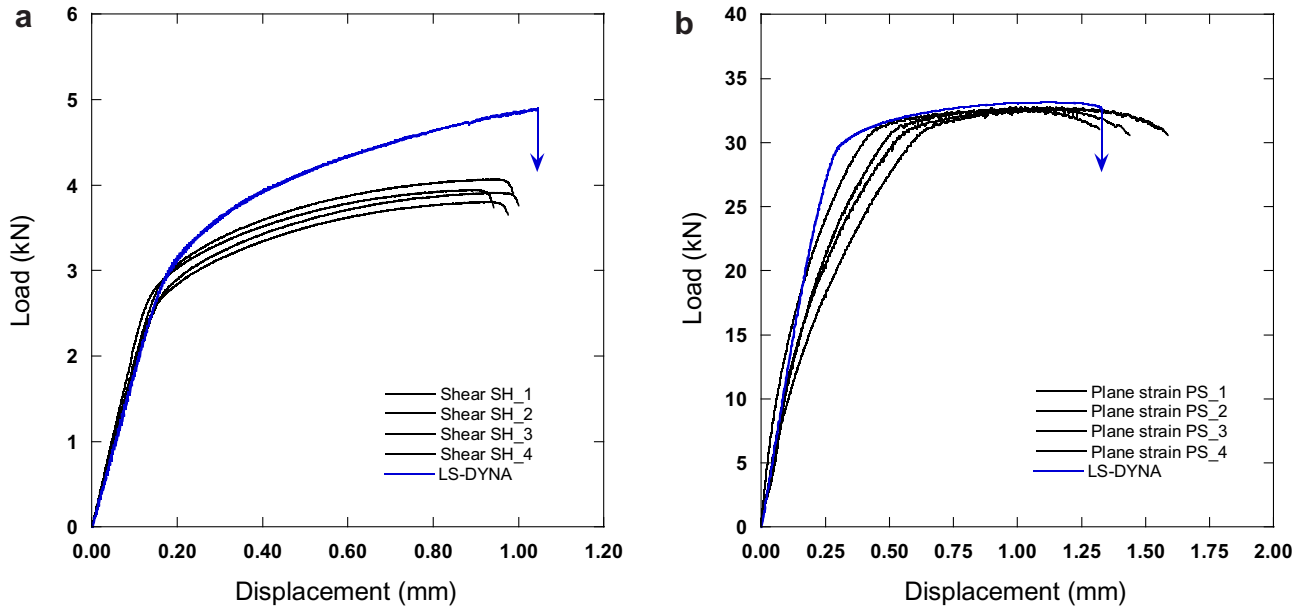 a
6
5
4
3
2
1
0
Load (kN)
0.00 0.20 0.40 0.60 0.80 1.00 1.20
Displacement (mm)
Shear SH_1
Shear SH_2
Shear SH_3
Shear SH_4
LS-DYNA
b
40
35
30
25
20
15
10
5
0
Load (kN)
0.00 0.25 0.50 0.75 1.00 1.25 1.50 1.75 2.00
Displacement (mm)
Plane strain PS_1
Plane strain PS_2
Plane strain PS_3
Plane strain PS_4
LS-DYNA